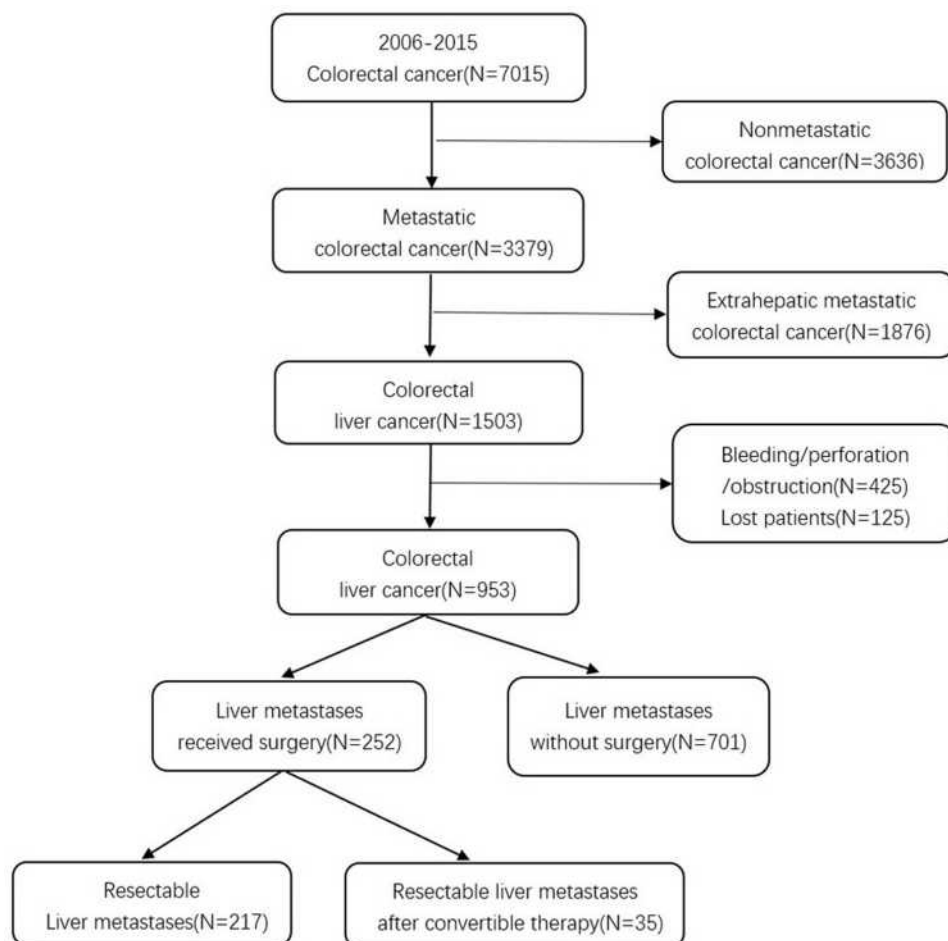 2006-2015
Colorectal cancer(N=7015)
Nonmetastatic
colorectal cancer(N=3636)
Metastatic
colorectal cancer(N=3379)
Extrahepatic metastatic
colorectal cancer(N=1876)
Colorectal
liver cancer(N=1503)
Bleeding/perforation
/obstruction(N=425)
Lost patients(N=125)
Colorectal
liver cancer(N=953)
Liver metastases
received surgery(N=252)
Liver metastases
without surgery(N=701)
Resectable
Liver metastases(N=217)
Resectable liver metastases
after convertible therapy(N=35)